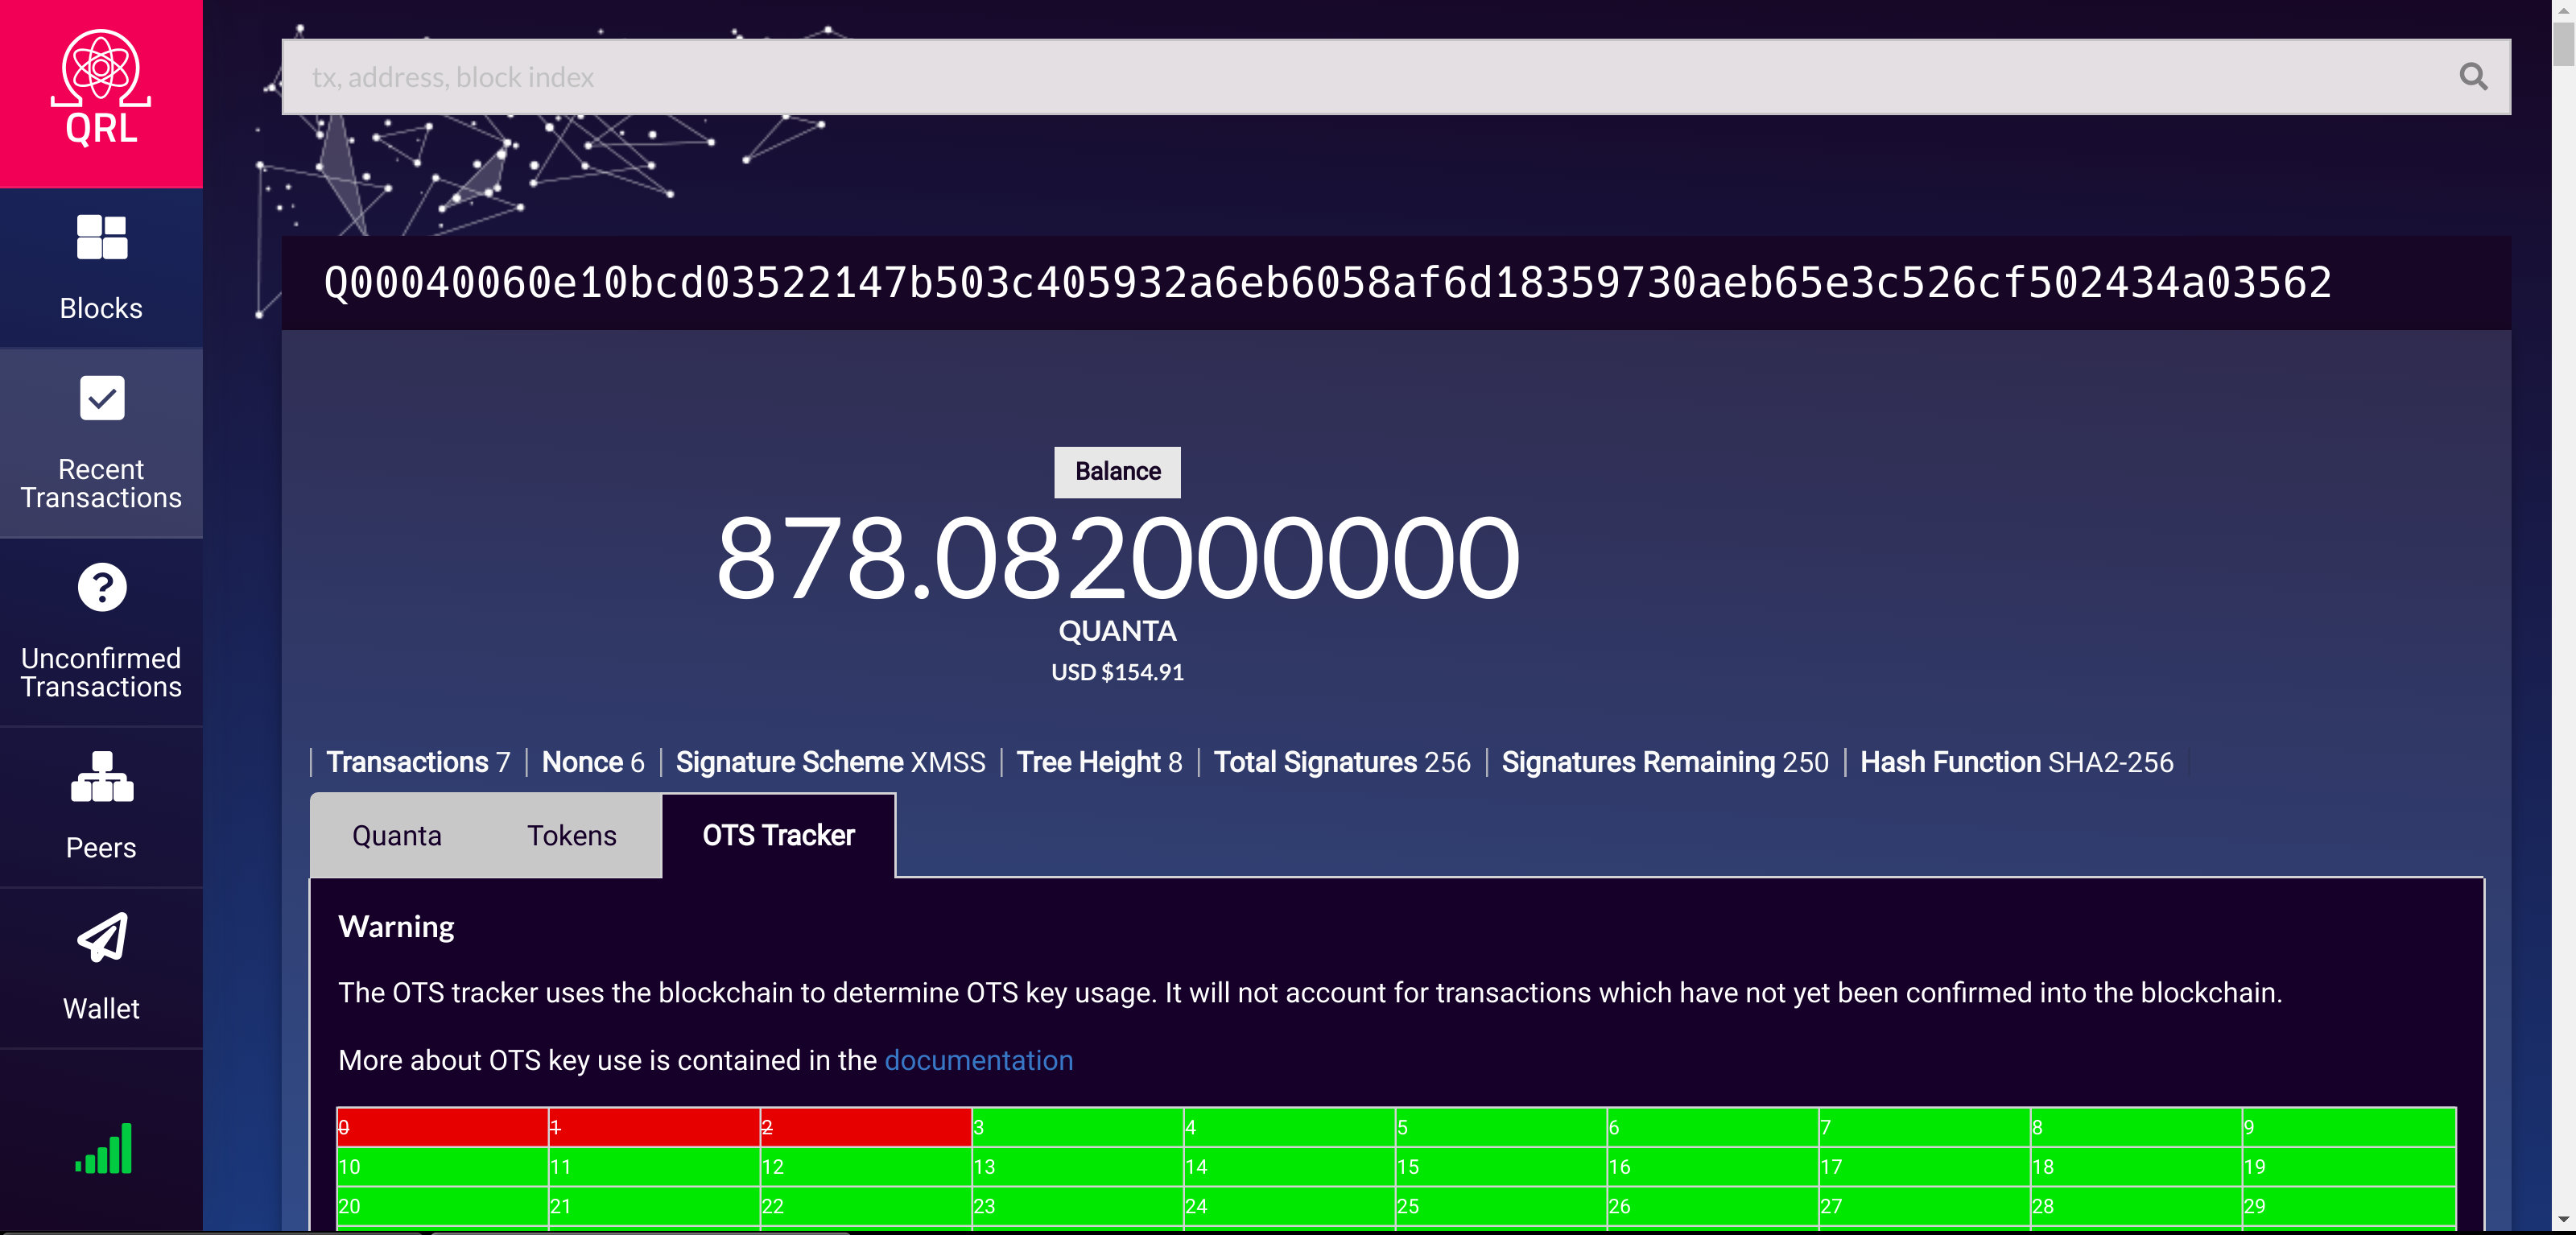 QRL
tx, address, block index
Blocks
Recent
Transactions
Unconfirmed
Transactions
Peers
Wallet
Q00040060e10bcd03522147b503c405932a6eb6058af6d18359730aeb65e3c526cf502434a03562
Balance
878.082000000
QUANTA
USD $154.91
Transactions 7 | Nonce 6 | Signature Scheme XMSS | Tree Height 8 | Total Signatures 256 | Signatures Remaining 250 | Hash Function SHA2-256
Quanta Tokens OTS Tracker
Warning
The OTS tracker uses the blockchain to determine OTS key usage. It will not account for transactions which have not yet been confirmed into the blockchain.
More about OTS key use is contained in the documentation
0 1 2 3 4 5 6 7 8 9
10 11 12 13 14 15 16 17 18 19
20 21 22 23 24 25 26 27 28 29